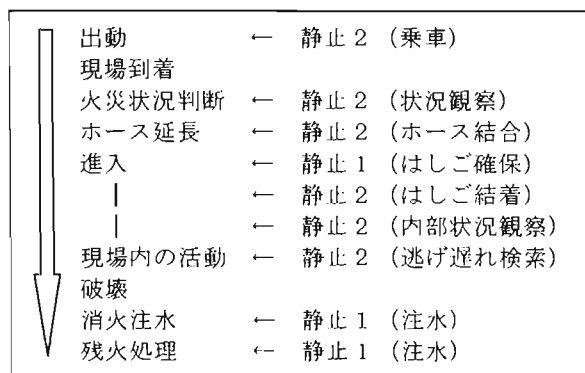 出動 ← 静止2 (乗車)
現場到着
火災状況判断 ← 静止2 (状況観察)
ホース延長 ← 静止2 (ホース結合)
進入 ← 静止1 (はしご確保)
| ← 静止2 (はしご結着)
| ← 静止2 (内部状況観察)
現場内の活動 ← 静止2 (逃げ遅れ検索)
破壊
消火注水 ← 静止1 (注水)
残火処理 ← 静止1 (注水)